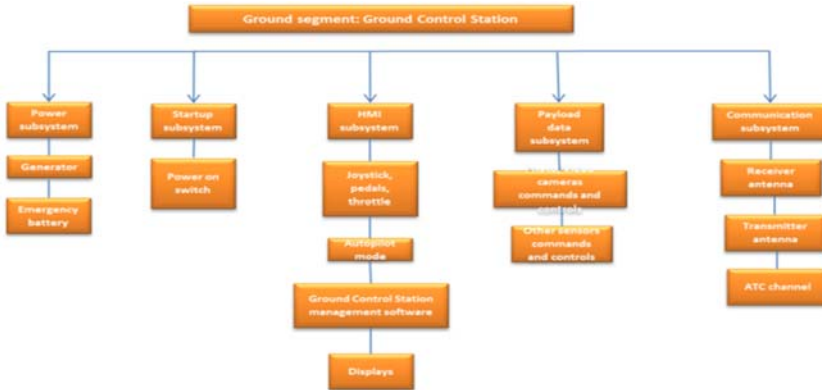 Ground segment: Ground Control Station
Power
subsystem
Generator
Emergency
battery
Startup
subsystem
Power on
switch
HMI
subsystem
Joystick,
pedals,
throttle
Autopilot
mode
Ground Control Station
management software
Displays
Payload
data
subsystem
cameras
commands and
controls
Other sensors
commands
and controls
Communication
subsystem
Receiver
antenna
Transmitter
antenna
ATC channel